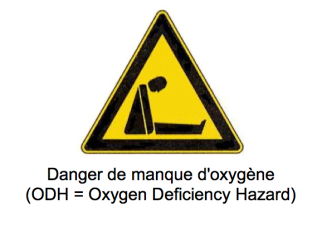 Danger de manque d'oxygène
(ODH = Oxygen Deficiency Hazard)